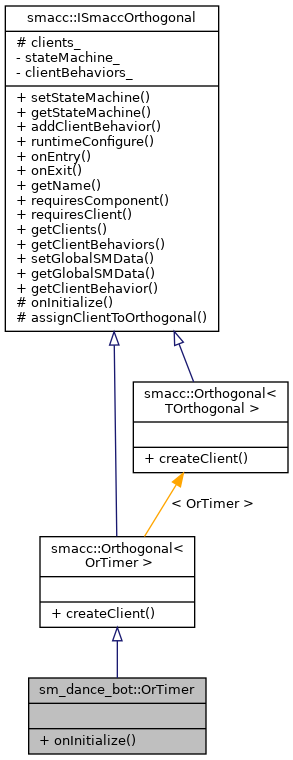 smacc::ISmaccOrthogonal
# clients_
- stateMachine_
- clientBehaviors_
+ setStateMachine()
+ getStateMachine()
+ addClientBehavior()
+ runtimeConfigure()
+ onEntry()
+ onExit()
+ getName()
+ requiresComponent()
+ requiresClient()
+ getClients()
+ getClientBehaviors()
+ setGlobalSMData()
+ getGlobalSMData()
+ getClientBehavior()
# onInitialize()
# assignClientToOrthogonal()
smacc::Orthogonal<
TOrthogonal >
+ createClient()
< OrTimer >
smacc::Orthogonal<
OrTimer >
+ createClient()
sm_dance_bot::OrTimer
+ onInitialize()